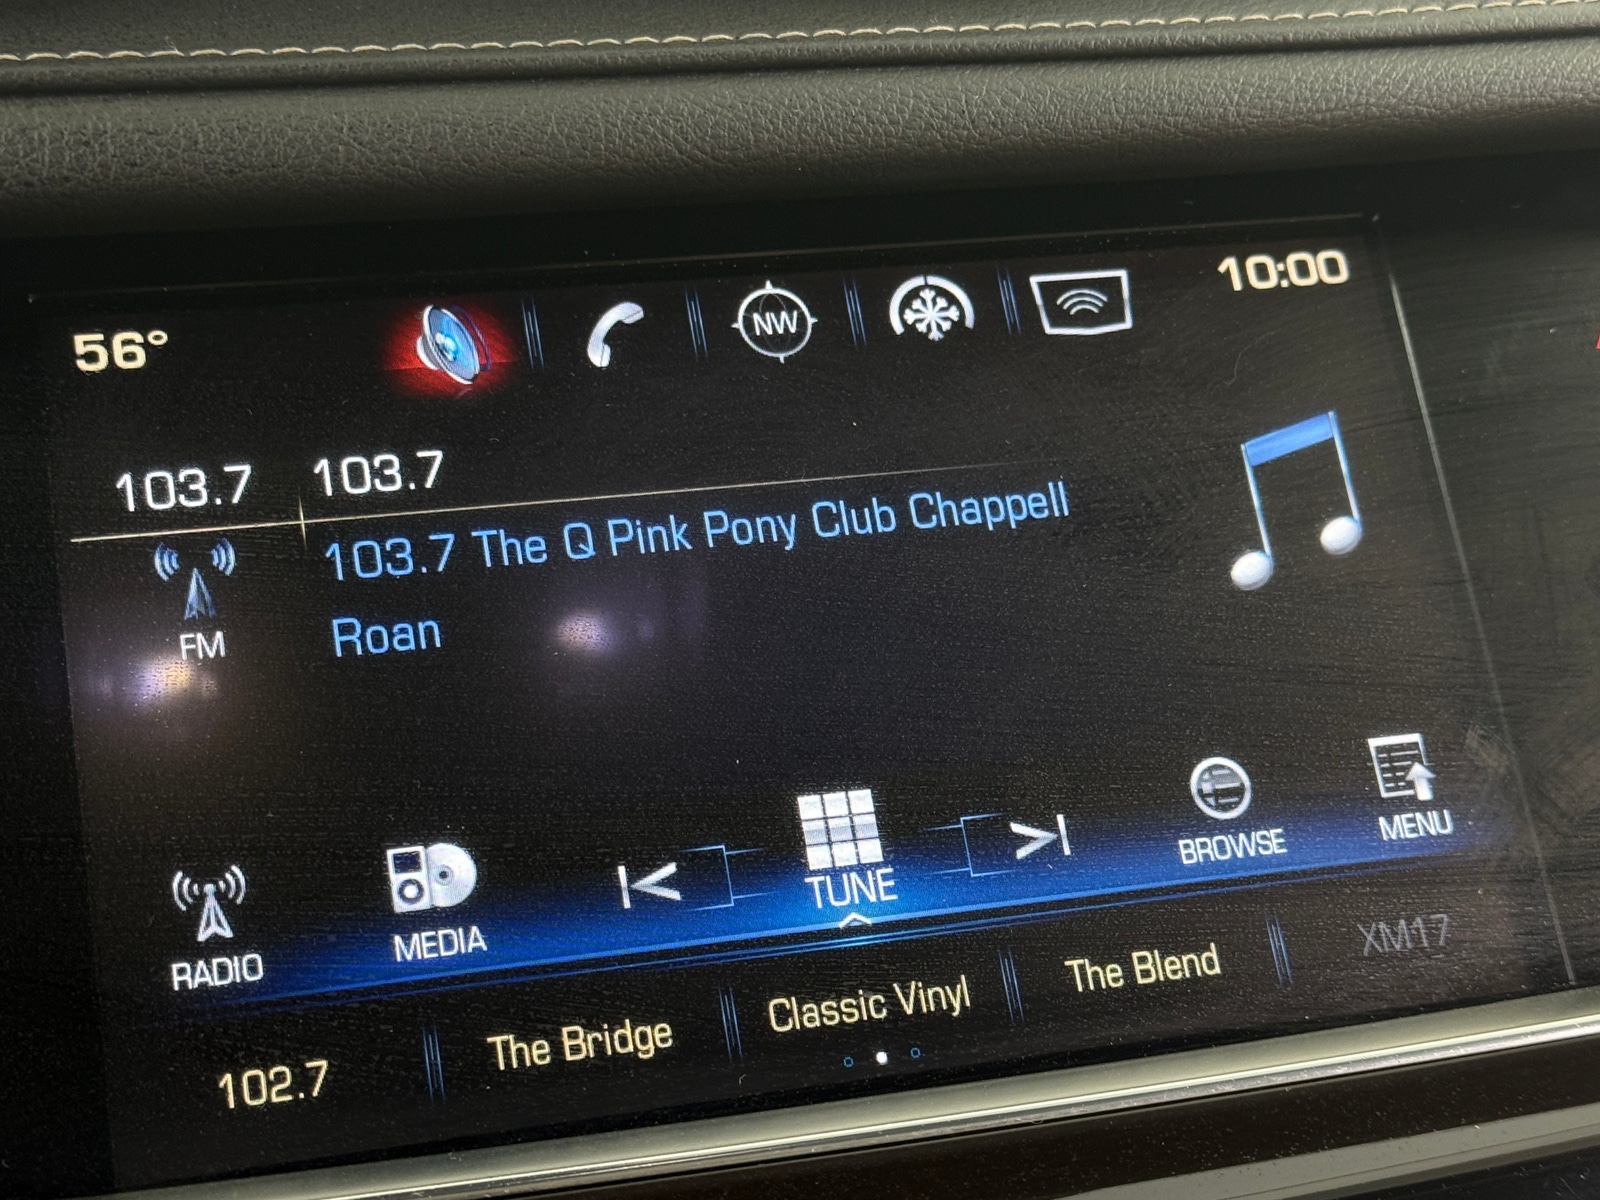 56°
NW
10:00
103.7
103.7
103.7 The Q Pink Pony Club Chappell
Roan
FM
RADIO
MEDIA
TUNE
BROWSE
MENU
102.7
The Bridge
Classic Vinyl
The Blend
XM17